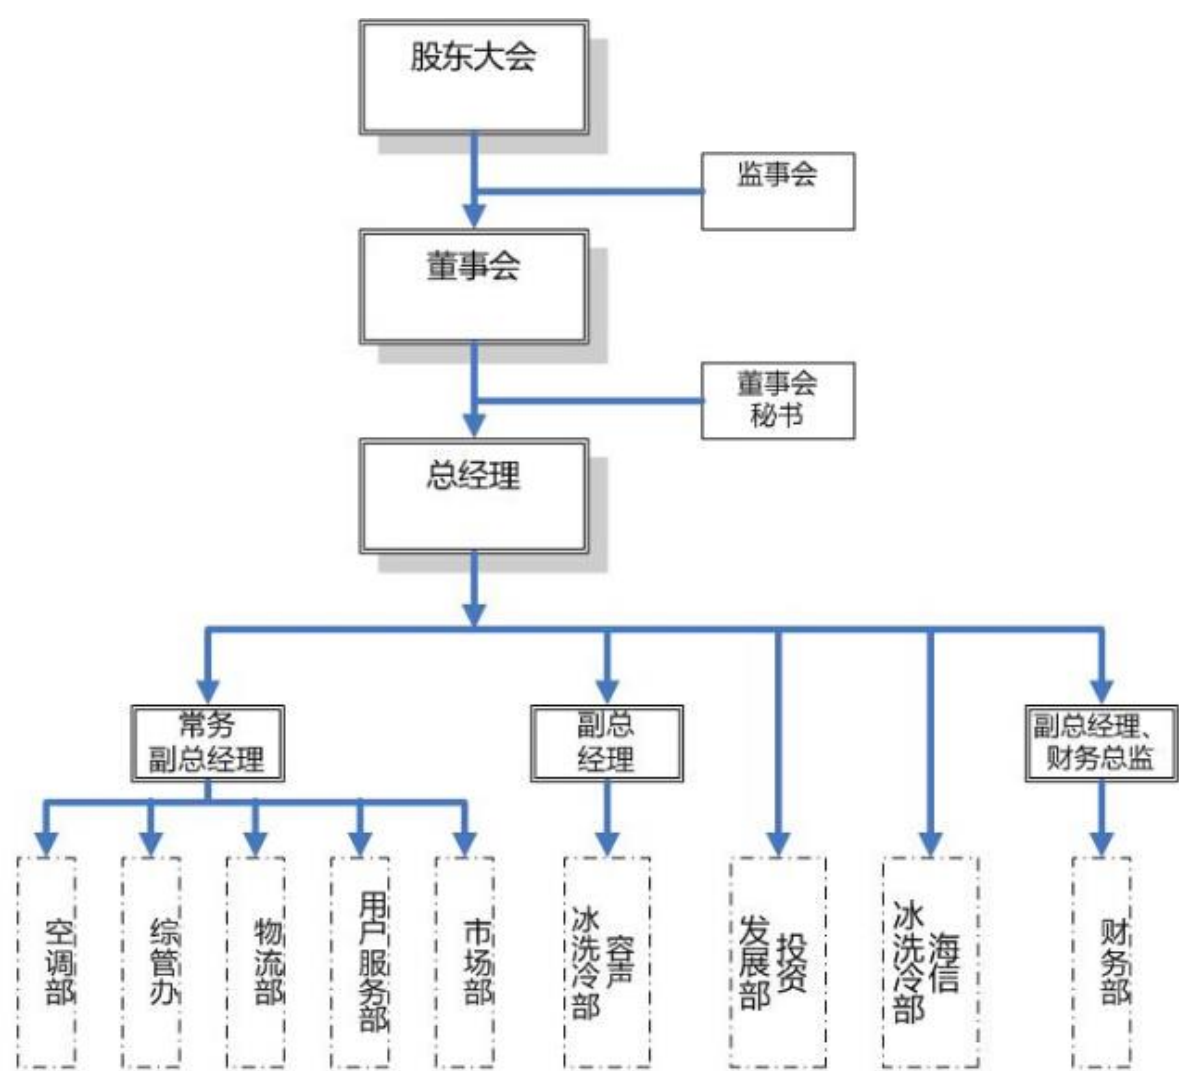 股东大会
监事会
董事会
董事会
秘书
总经理
常务
副总经理
副总
经理
副总经理、
财务总监
空调部
综管办
物流部
用户服务部
市场部
容声
冰洗冷部
投资
发展部
海信
冰洗冷部
财务部